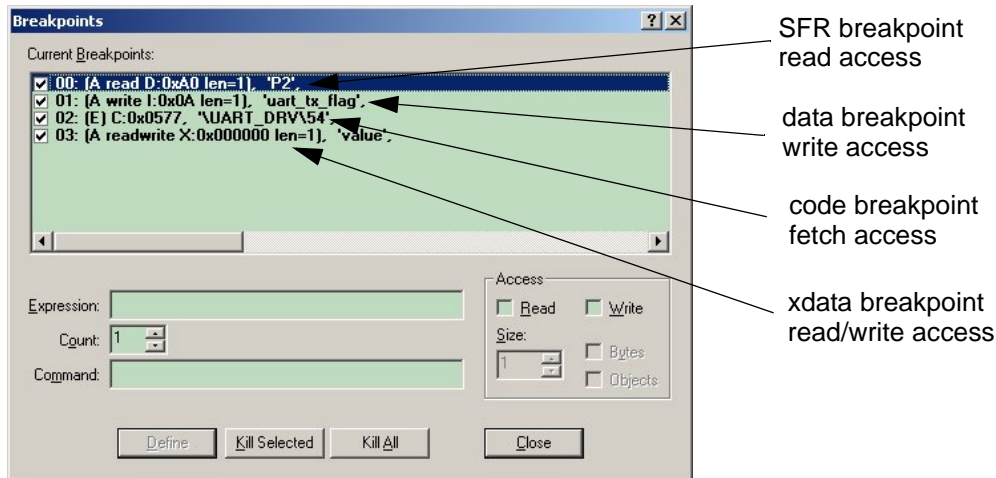 Breakpoints
Current Breakpoints:
00: (A read D:0xA0 len=1), 'P2',
01: (A write I:0x0A len=1), 'uart_tx_flag',
02: (E) C:0x0577, '\UART_DRV\54',
03: (A readwrite X:0x000000 len=1), 'value',
Expression:
Count: 1
Command:
Access
Read Write
Size:
1
Bytes
Objects
Define Kill Selected Kill All Close
SFR breakpoint
read access
data breakpoint
write access
code breakpoint
fetch access
xdata breakpoint
read/write access